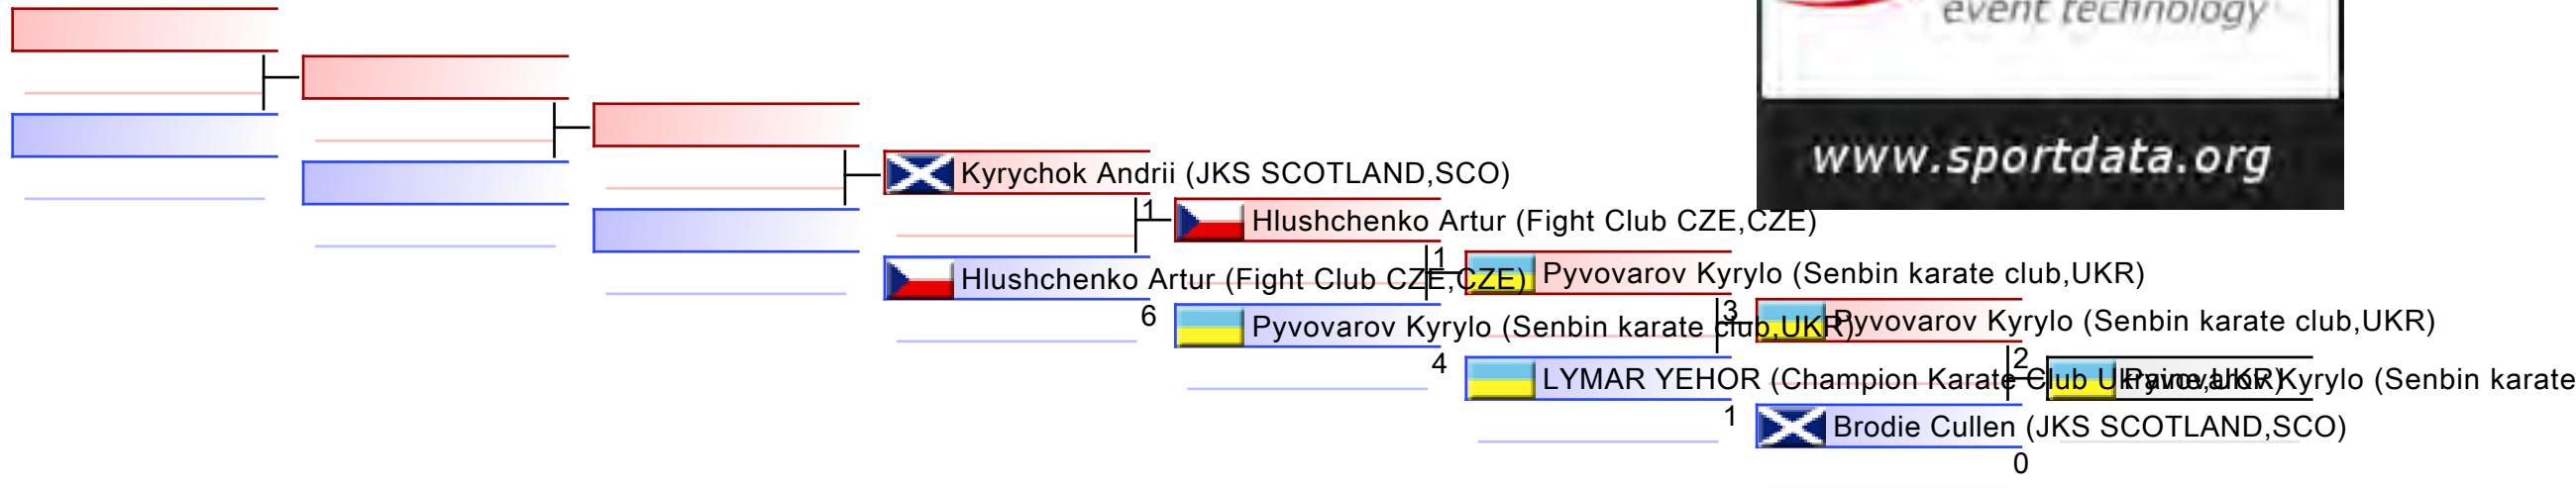 event technology
www.sportdata.org
Kyrychok Andrii (JKS SCOTLAND,SCO)
1
Hlushchenko Artur (Fight Club CZE,CZE)
Hlushchenko Artur (Fight Club CZE,CZE)
6
1
Pyvovarov Kyrylo (Senbin karate club,UKR)
Pyvovarov Kyrylo (Senbin karate club,UKR)
4
3
Pyvovarov Kyrylo (Senbin karate club,UKR)
LYMAR YEHOR (Champion Karate Club Ukraine,UKR)
1
2
Pyvovarov Kyrylo (Senbin karate
Brodie Cullen (JKS SCOTLAND,SCO)
0